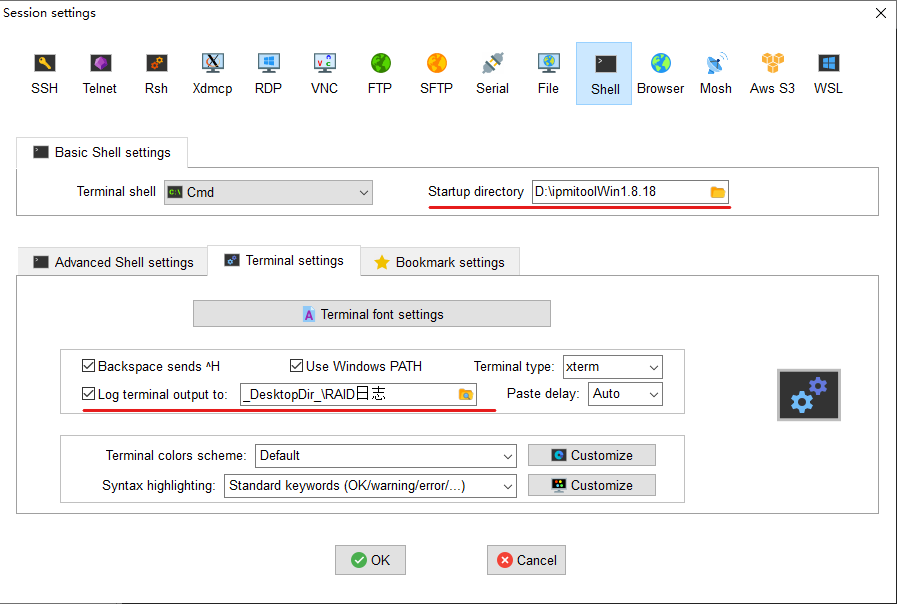 Session settings
SSH Telnet Rsh Xdmcp RDP VNC FTP SFTP Serial File Shell Browser Mosh Aws S3 WSL
Basic Shell settings
Terminal shell Cmd Startup directory D:\ipmitoolWin1.8.18
Advanced Shell settings Terminal settings Bookmark settings
Terminal font settings
Backspace sends ^H Use Windows PATH Terminal type: xterm
Log terminal output to: _DesktopDir_\RAID日志 Paste delay: Auto
Terminal colors scheme: Default Customize
Syntax highlighting: Standard keywords (OK/warning/error/...) Customize
OK Cancel